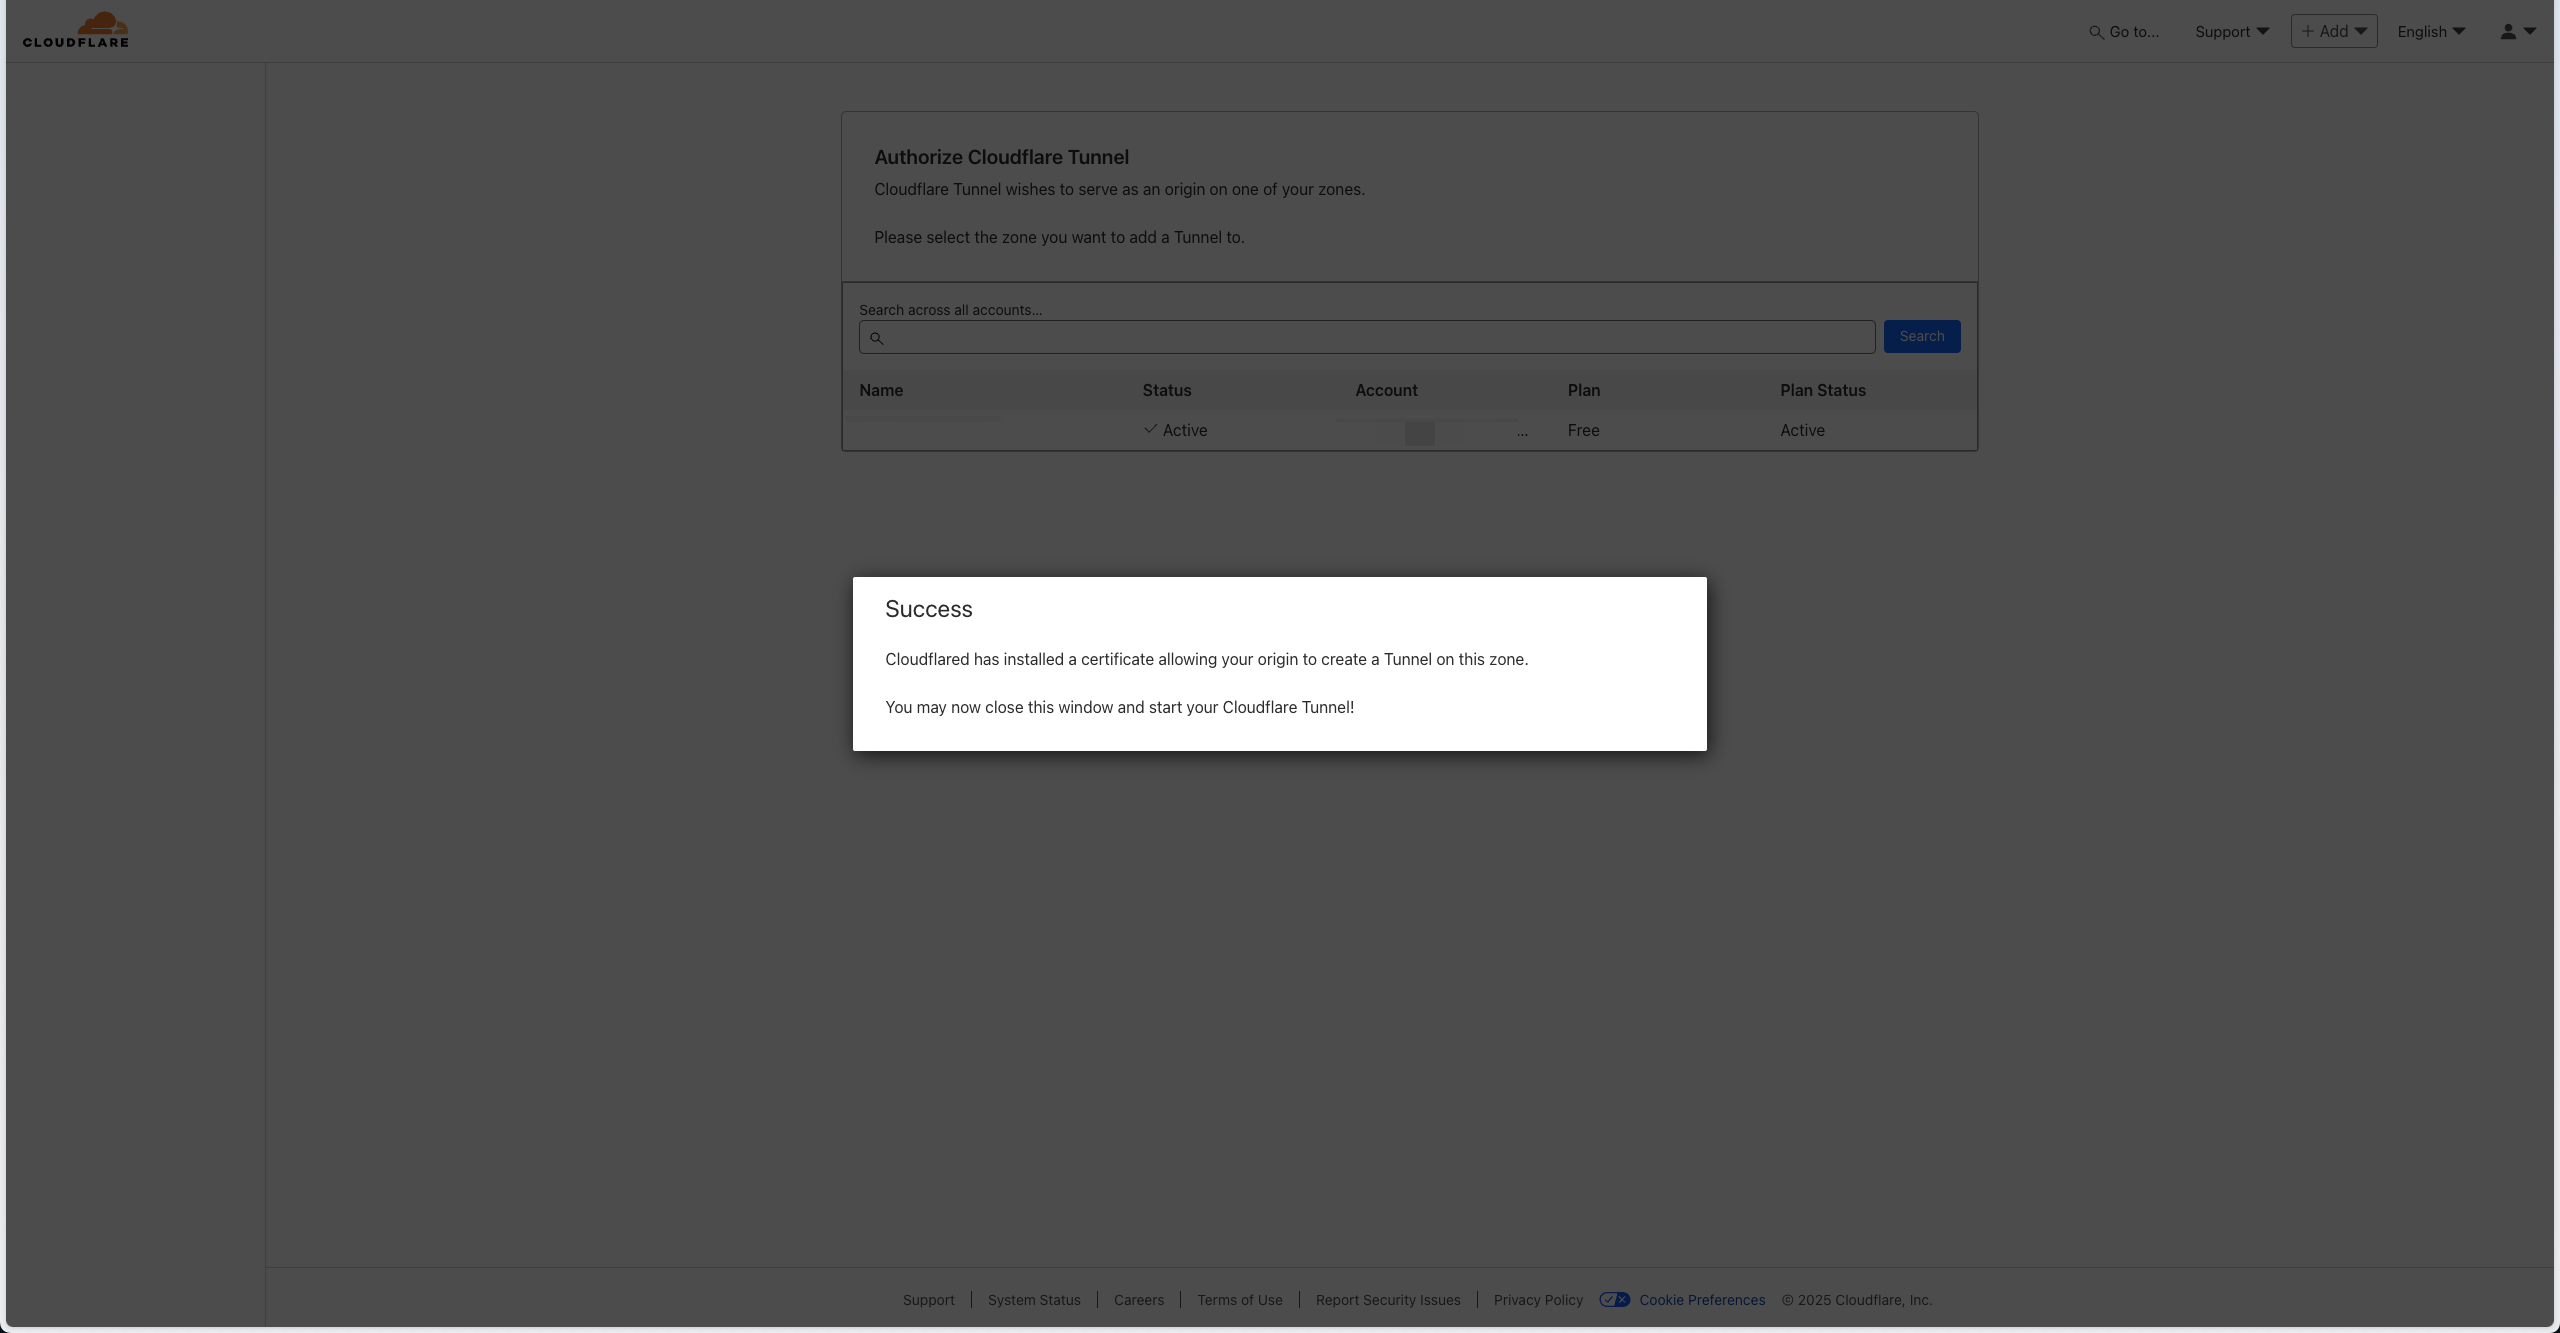 CLOUDFLARE
Go to...
Support
+ Add
English
Authorize Cloudflare Tunnel
Cloudflare Tunnel wishes to serve as an origin on one of your zones.
Please select the zone you want to add a Tunnel to.
Search across all accounts...
Search
Name Status Account Plan Plan Status
Active ... Free Active
Success
Cloudflared has installed a certificate allowing your origin to create a Tunnel on this zone.
You may now close this window and start your Cloudflare Tunnel!
Support | System Status | Careers | Terms of Use | Report Security Issues | Privacy Policy Cookie Preferences © 2025 Cloudflare, Inc.